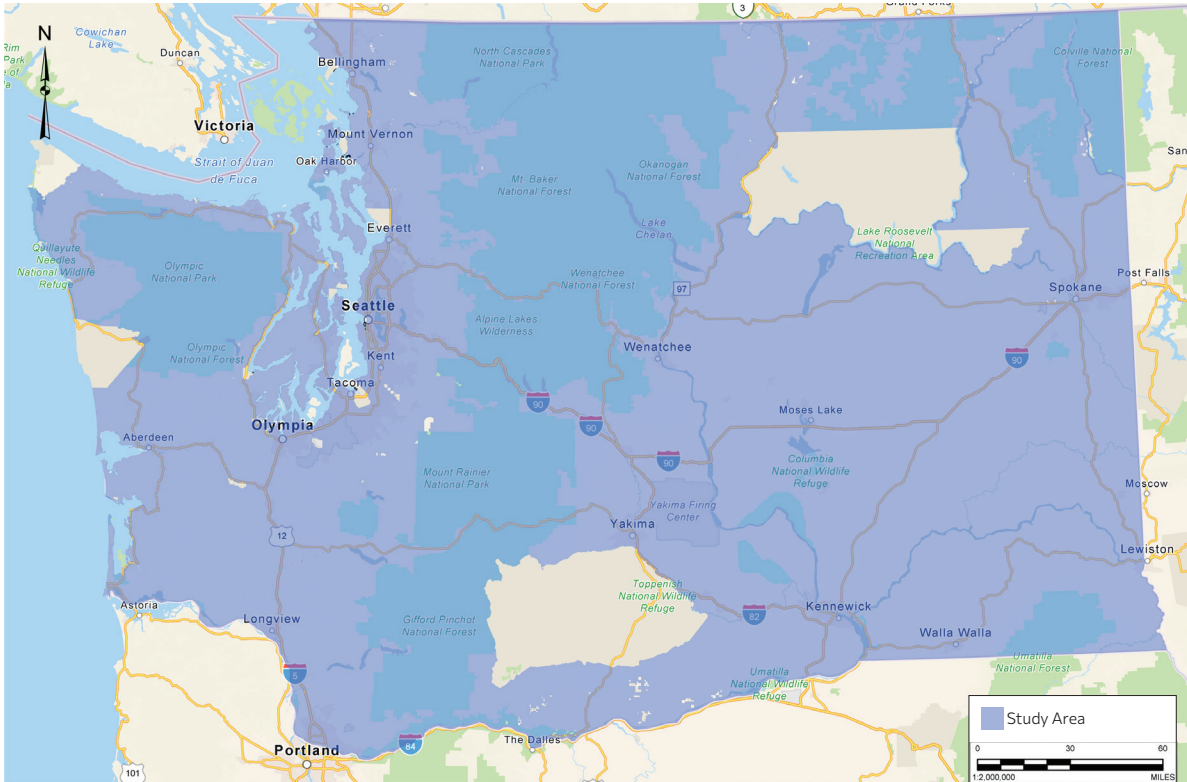 3
Grand Forks
N
Cowichan
Lake
Duncan
Bellingham
North Cascades
National Park
Colville National
Forest
Victoria
Mount Vernon
Strait of Juan
de Fuca
Oak Harbor
Mt. Baker
National Forest
Okanogan
National Forest
San
Lake
Chelan
Everett
Lake Roosevelt
National
Recreation Area
Quillayute
Needles
National Wildlife
Refuge
Olympic
National Park
Wenatchee
National Forest
97
Post Falls
Spokane
Seattle
Alpine Lakes
Wilderness
Olympic
National Forest
Kent
Wenatchee
90
Tacoma
90
Moses Lake
Olympia
90
Aberdeen
90
Columbia
National Wildlife
Refuge
Mount Rainier
National Park
Moscow
Yakima Firing
Center
Yakima
12
Lewiston
Toppenish
National Wildlife
Refuge
Astoria
Longview
Gifford Pinchot
National Forest
82
Kennewick
Walla Walla
Umatilla
National Forest
Umatilla
National Wildlife
Refuge
5
Portland
84
The Dalles
101
Study Area
0 30 60
1:2,000,000 MILES